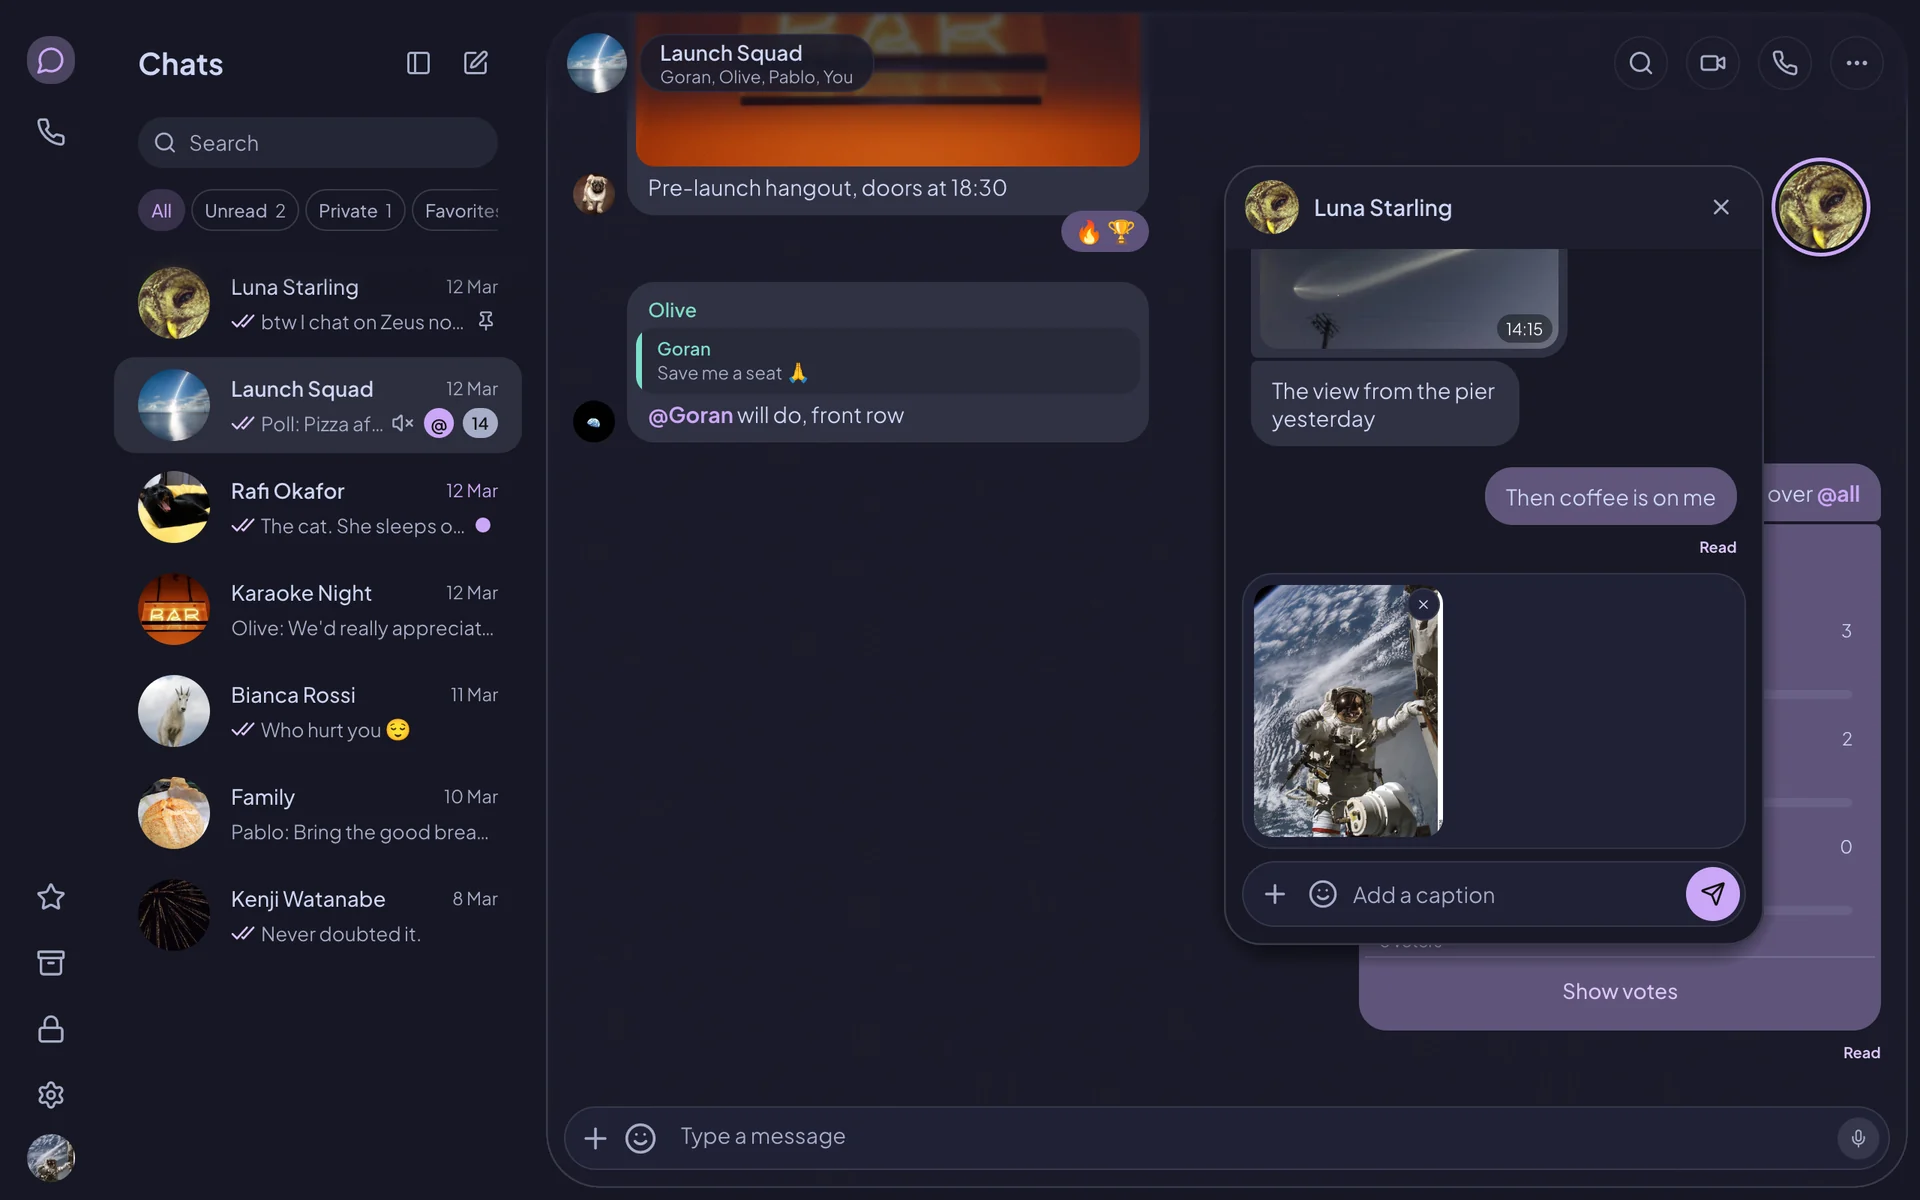 Chats
Search
All
Unread 2
Private 1
Favorites
Luna Starling
12 Mar
btw I chat on Zeus no...
Launch Squad
12 Mar
Poll: Pizza af...
@
14
Rafi Okafor
12 Mar
The cat. She sleeps o...
Karaoke Night
12 Mar
Olive: We'd really appreciat...
BAR
Bianca Rossi
11 Mar
Who hurt you 😌
Family
10 Mar
Pablo: Bring the good brea...
Kenji Watanabe
8 Mar
Never doubted it.
BAR
Launch Squad
Goran, Olive, Pablo, You
Pre-launch hangout, doors at 18:30
🔥 🏆
Olive
Goran
Save me a seat 🙏
@Goran will do, front row
over @all
3
2
0
Show votes
Read
Type a message
Luna Starling
14:15
The view from the pier
yesterday
Then coffee is on me
Read
Add a caption